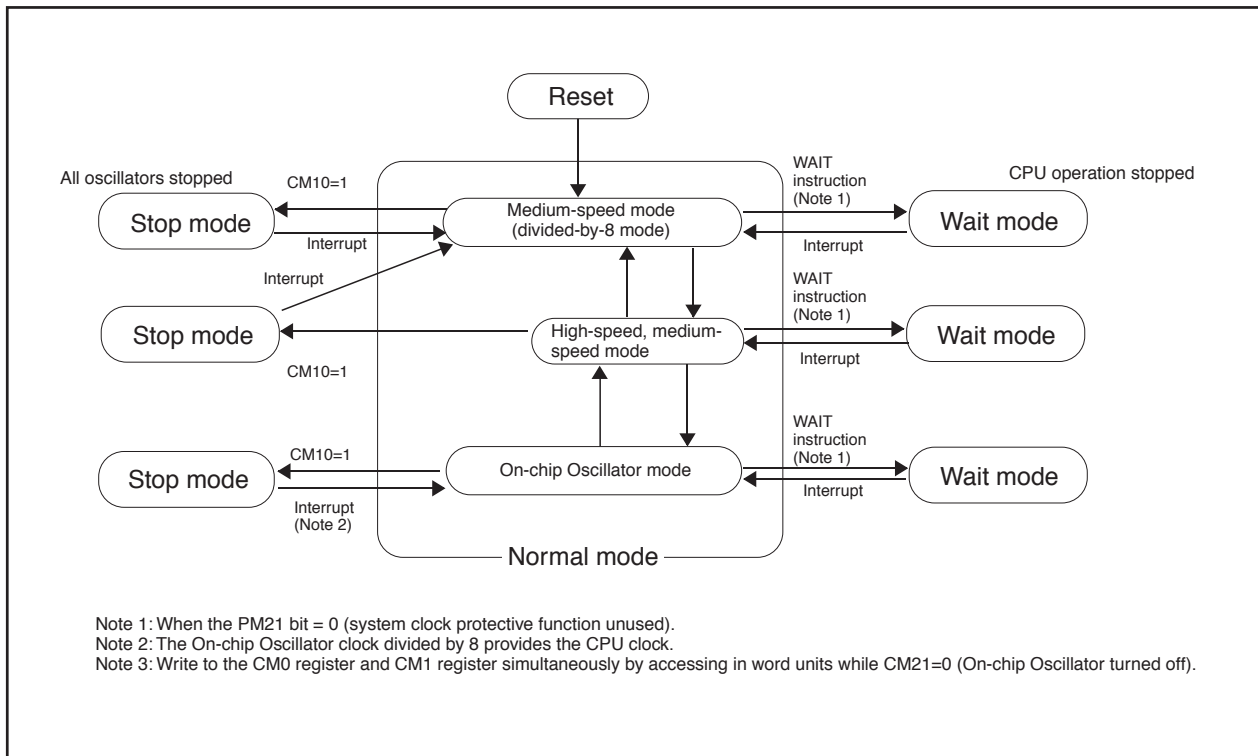 Reset
All oscillators stopped
CM10=1
WAIT
instruction
(Note 1)
CPU operation stopped
Stop mode
Medium-speed mode
(divided-by-8 mode)
Wait mode
Interrupt
Interrupt
Interrupt
WAIT
instruction
(Note 1)
Stop mode
High-speed, medium-
speed mode
Wait mode
Interrupt
CM10=1
WAIT
instruction
(Note 1)
CM10=1
Stop mode
On-chip Oscillator mode
Wait mode
Interrupt
(Note 2)
Interrupt
Normal mode
Note 1: When the PM21 bit = 0 (system clock protective function unused).
Note 2: The On-chip Oscillator clock divided by 8 provides the CPU clock.
Note 3: Write to the CM0 register and CM1 register simultaneously by accessing in word units while CM21=0 (On-chip Oscillator turned off).